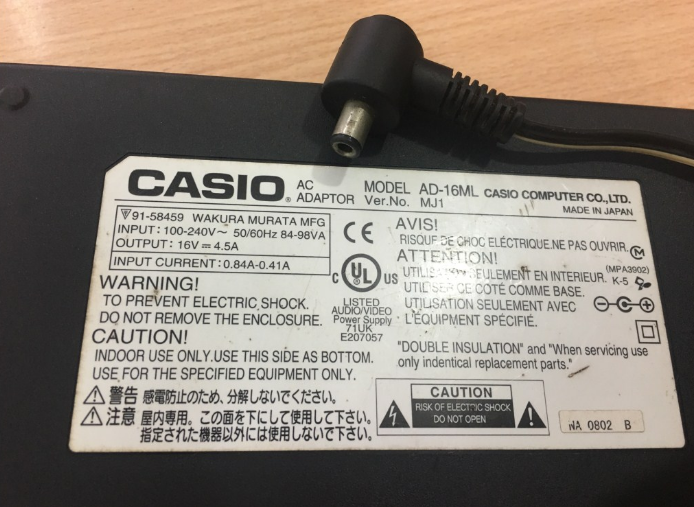 CASIO® AC ADAPTOR MODEL AD-16ML CASIO COMPUTER CO.,LTD.
Ver.No. MJ1 MADE IN JAPAN
91-58459 WAKURA MURATA MFG
INPUT: 100-240V~ 50/60Hz 84-98VA
OUTPUT : 16V ⎓ 4.5A
INPUT CURRENT : 0.84A-0.41A
WARNING!
TO PREVENT ELECTRIC SHOCK.
DO NOT REMOVE THE ENCLOSURE.
CAUTION!
INDOOR USE ONLY.USE THIS SIDE AS BOTTOM.
USE FOR THE SPECIFIED EQUIPMENT ONLY.
CE
C UL US
LISTED
AUDIO/VIDEO
Power Supply
71UK
E207057
AVIS!
RISQUE DE CHOC ÉLECTRIQUE.NE PAS OUVRIR.
ATTENTION!
UTILISATION SEULEMENT EN INTERIEUR.
UTILISER CE COTÉ COMME BASE.
UTILISATION SEULEMENT AVEC
L'ÉQUIPEMENT SPÉCIFIÉ.
M
(MPA3902)
K-5
"DOUBLE INSULATION" and "When servicing use
only indentical replacement parts."
警告 感電防止のため、分解しないでください。
注意 屋内専用。この面を下にして使用して下さい。
指定された機器以外には使用しないで下さい。
CAUTION
RISK OF ELECTRIC SHOCK
DO NOT OPEN
NA 0802 B